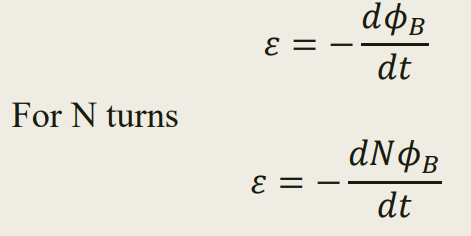 ε = − dϕ_B / dt
For N turns
ε = − dNϕ_B / dt